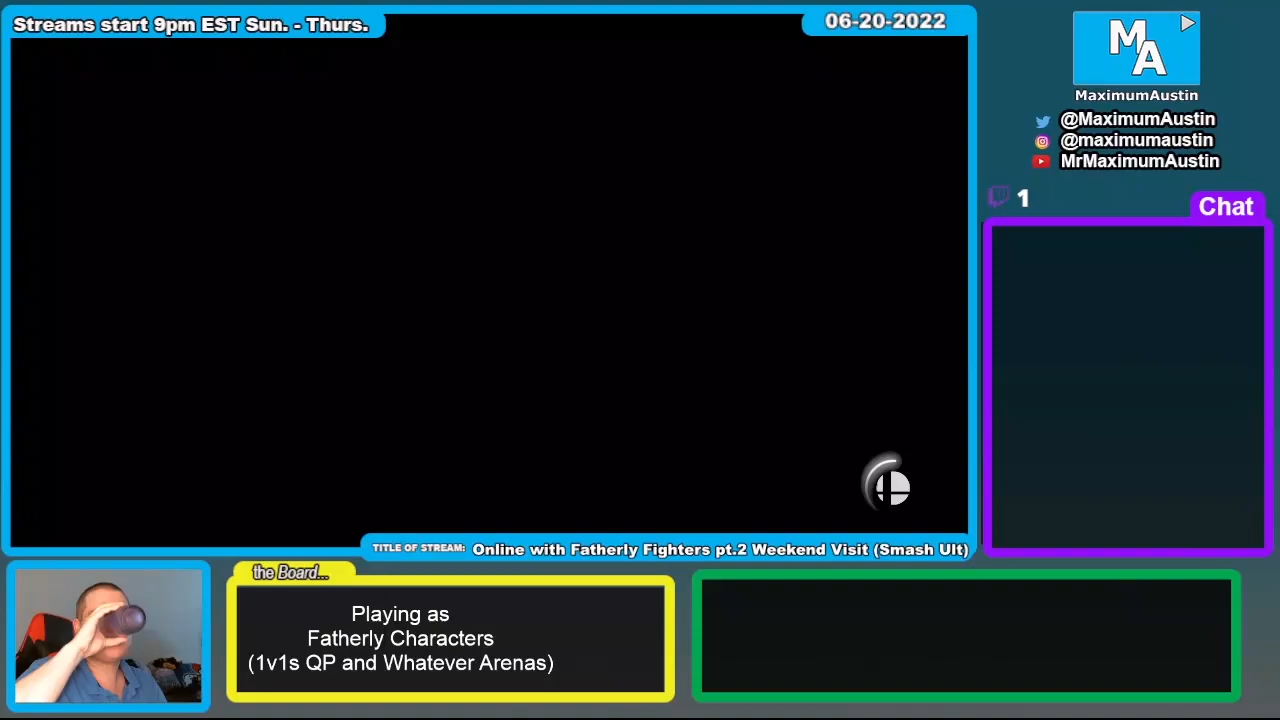 Streams start 9pm EST Sun. - Thurs.
06-20-2022
MA
MaximumAustin
@MaximumAustin
@maximumaustin
MrMaximumAustin
1
Chat
TITLE OF STREAM: Online with Fatherly Fighters pt.2 Weekend Visit (Smash Ult)
the Board...
Playing as
Fatherly Characters
(1v1s QP and Whatever Arenas)